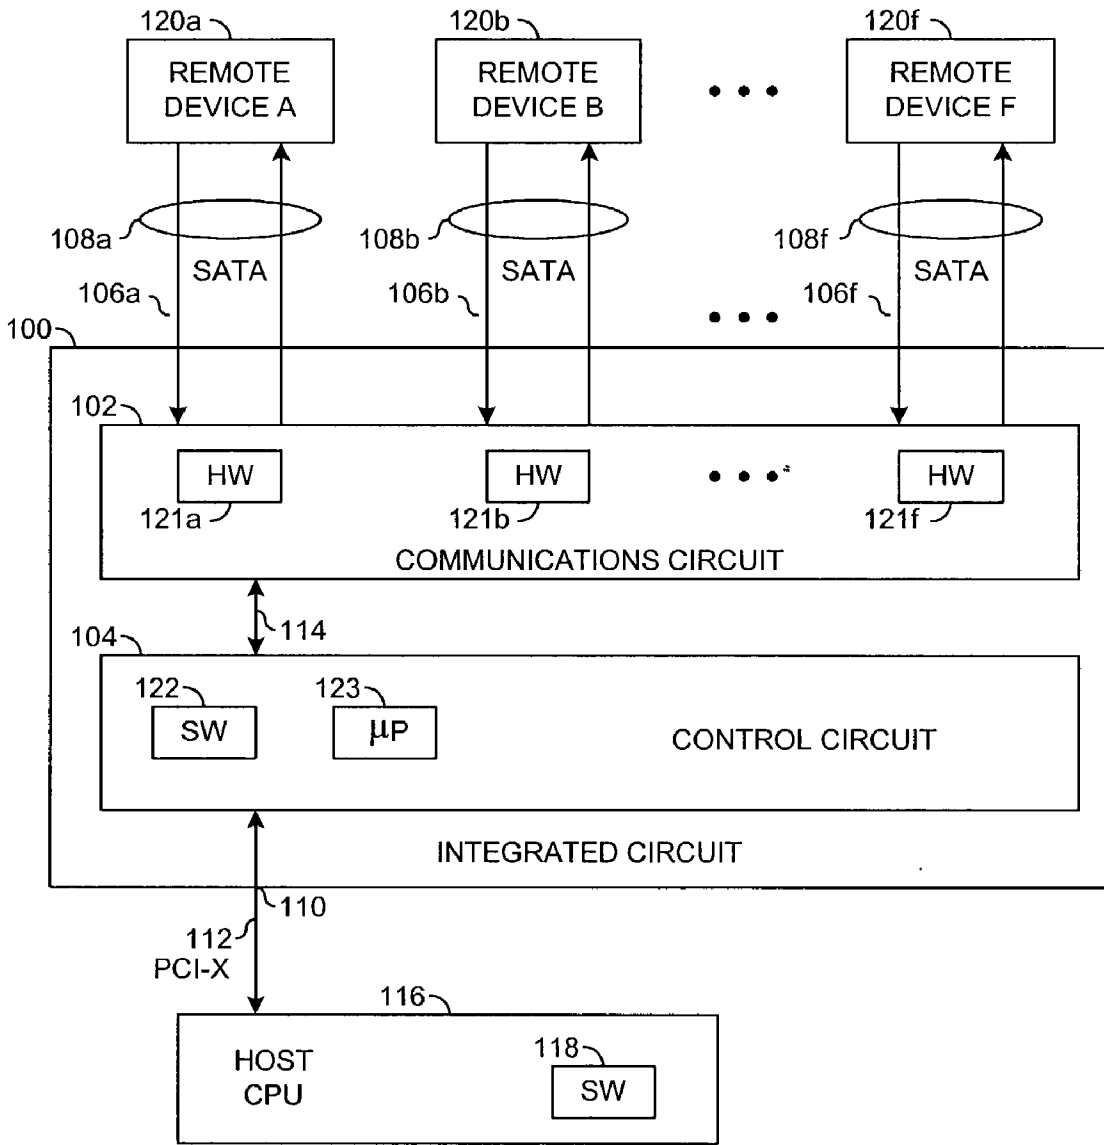 120a
120b
120f
REMOTE
DEVICE A
REMOTE
DEVICE B
REMOTE
DEVICE F
108a
108b
108f
SATA
SATA
SATA
106a
106b
106f
100
102
HW
HW
HW
121a
121b
121f
COMMUNICATIONS CIRCUIT
114
104
122
123
SW
μP
CONTROL CIRCUIT
INTEGRATED CIRCUIT
110
112
PCI-X
116
HOST
CPU
118
SW